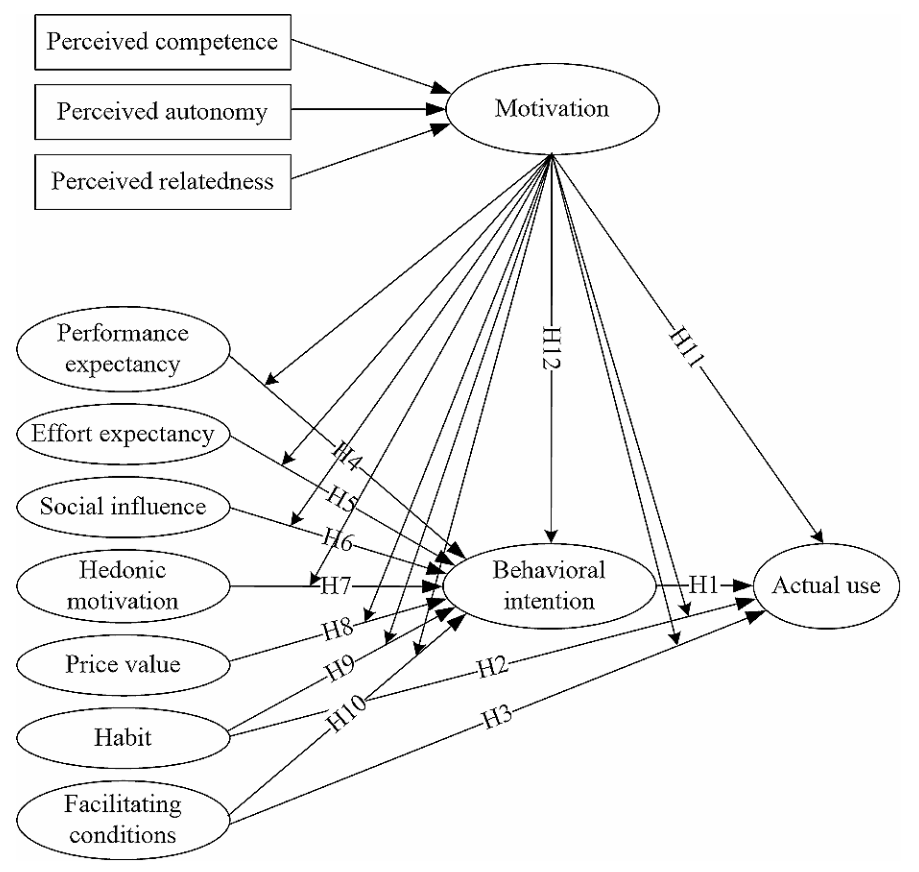 Perceived competence
Perceived autonomy
Perceived relatedness
Motivation
Performance
expectancy
Effort expectancy
Social influence
Hedonic
motivation
Price value
Habit
Facilitating
conditions
H4
H5
H6
H7
H8
H9
H10
H12
H11
Behavioral
intention
H1
H2
H3
Actual use